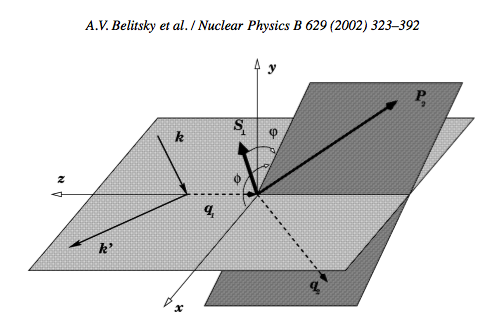 A.V. Belitsky et al. / Nuclear Physics B 629 (2002) 323–392
y
P₂
k
S⊥
φ
z
ϕ
q₁
k'
q₂
x